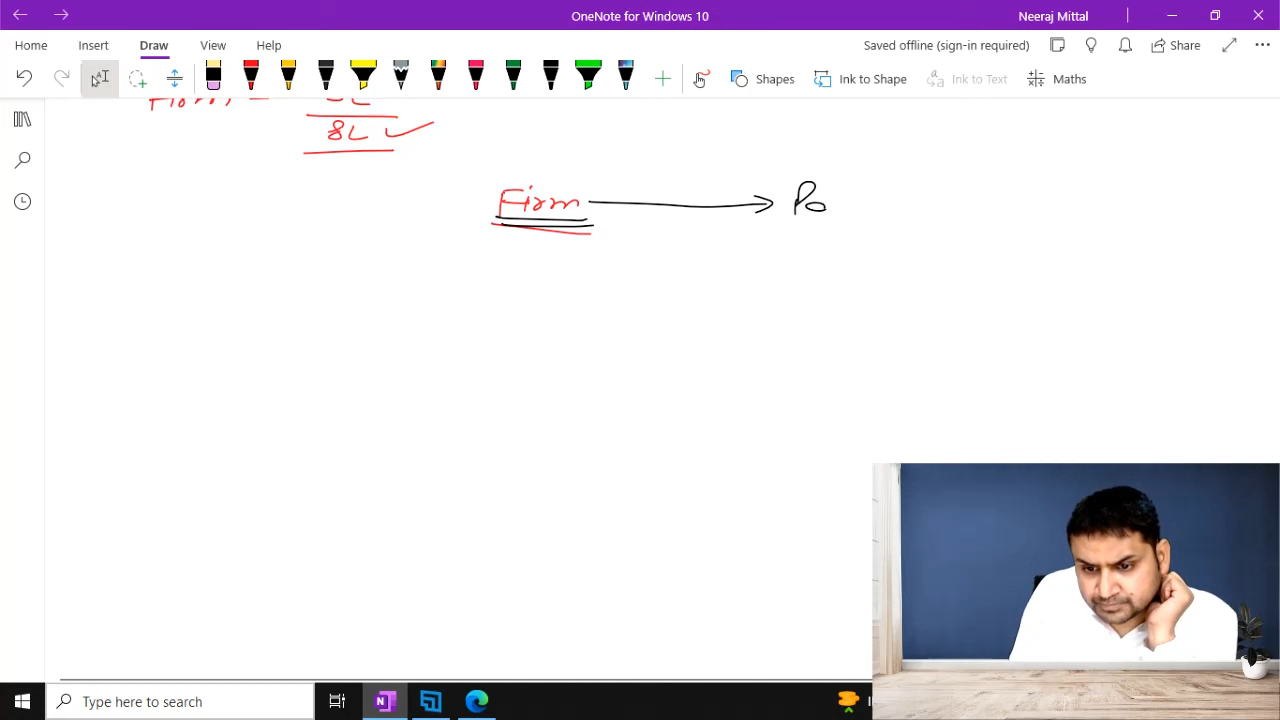 OneNote for Windows 10
Neeraj Mittal
Home Insert Draw View Help
Saved offline (sign-in required)
Share
Ink to Shape
Shapes
Ink to Text
Maths
8L
Firm
Po
Type here to search